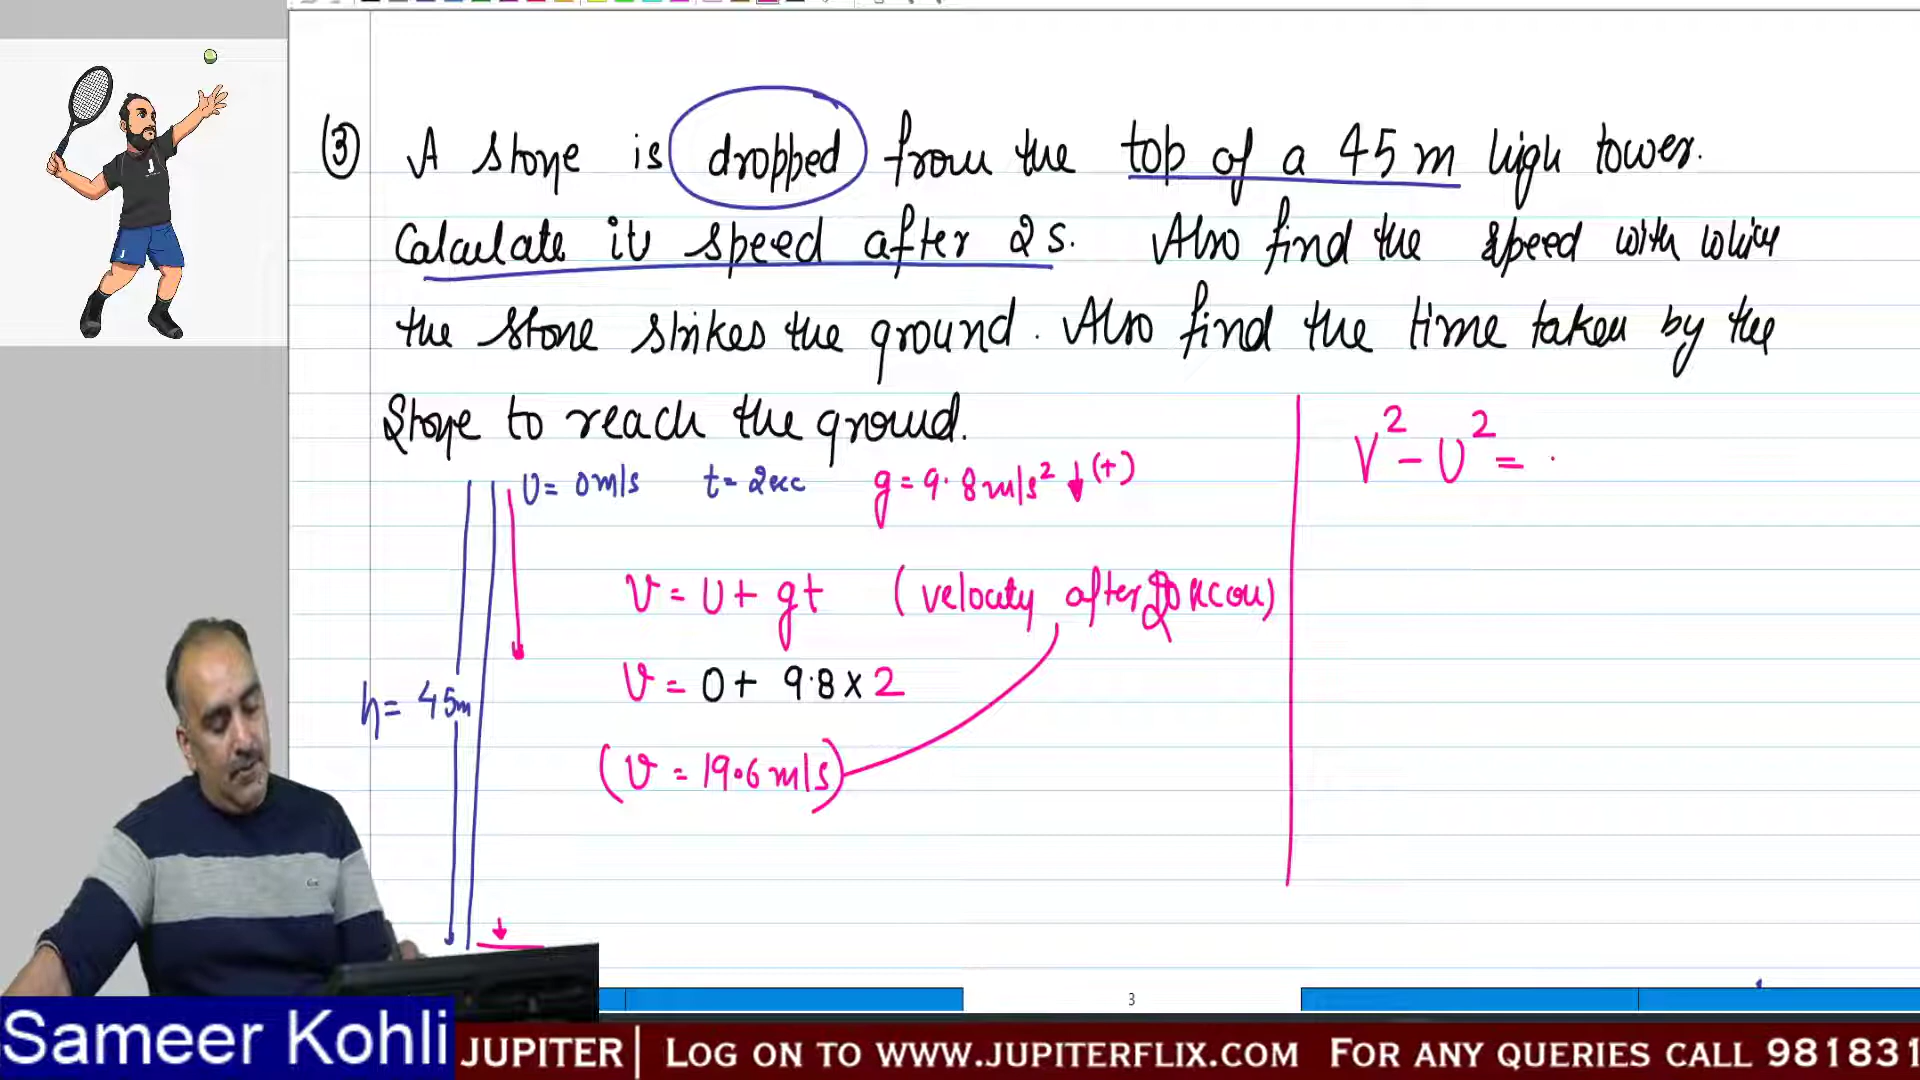 (3) A stone is dropped from the top of a 45 m high tower.
Calculate its speed after 2 s. Also find the speed with which
the stone strikes the ground. Also find the time taken by the
Stone to reach the ground.
U = 0 m/s t = 2 sec g = 9.8 m/s² ↓ (+)
V² - U² =
v = U + gt (velocity after
v = 0 + 9.8 × 2
h = 45m
(v = 19.6 m/s)
3
J
Sameer Kohli
JUPITER | LOG ON TO WWW.JUPITERFLIX.COM FOR ANY QUERIES CALL 981831